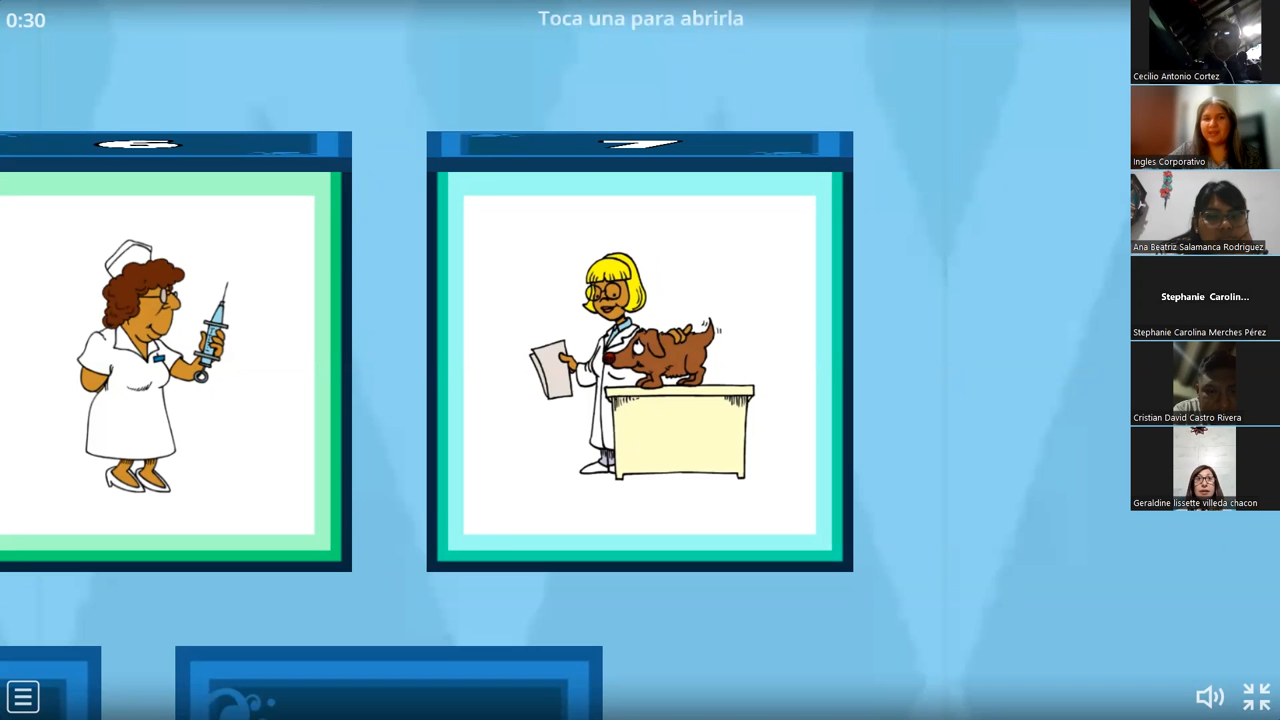 0:30
Toca una para abrirla
Cecilio Antonio Cortez
Ingles Corporativo
Ana Beatriz Salamanca Rodriguez
Stephanie Carolin...
Stephanie Carolina Merches Pérez
Cristian David Castro Rivera
Geraldine lissette villeda chacon